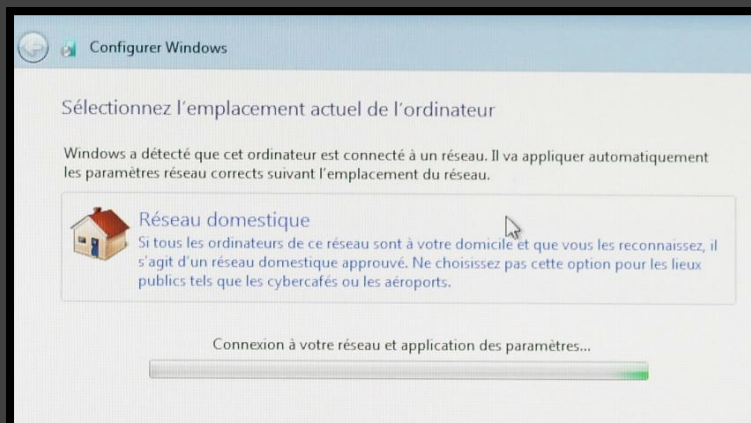 Configurer Windows
Sélectionnez l'emplacement actuel de l'ordinateur
Windows a détecté que cet ordinateur est connecté à un réseau. Il va appliquer automatiquement
les paramètres réseau corrects suivant l'emplacement du réseau.
Réseau domestique
Si tous les ordinateurs de ce réseau sont à votre domicile et que vous les reconnaissez, il
s'agit d'un réseau domestique approuvé. Ne choisissez pas cette option pour les lieux
publics tels que les cybercafés ou les aéroports.
Connexion à votre réseau et application des paramètres...